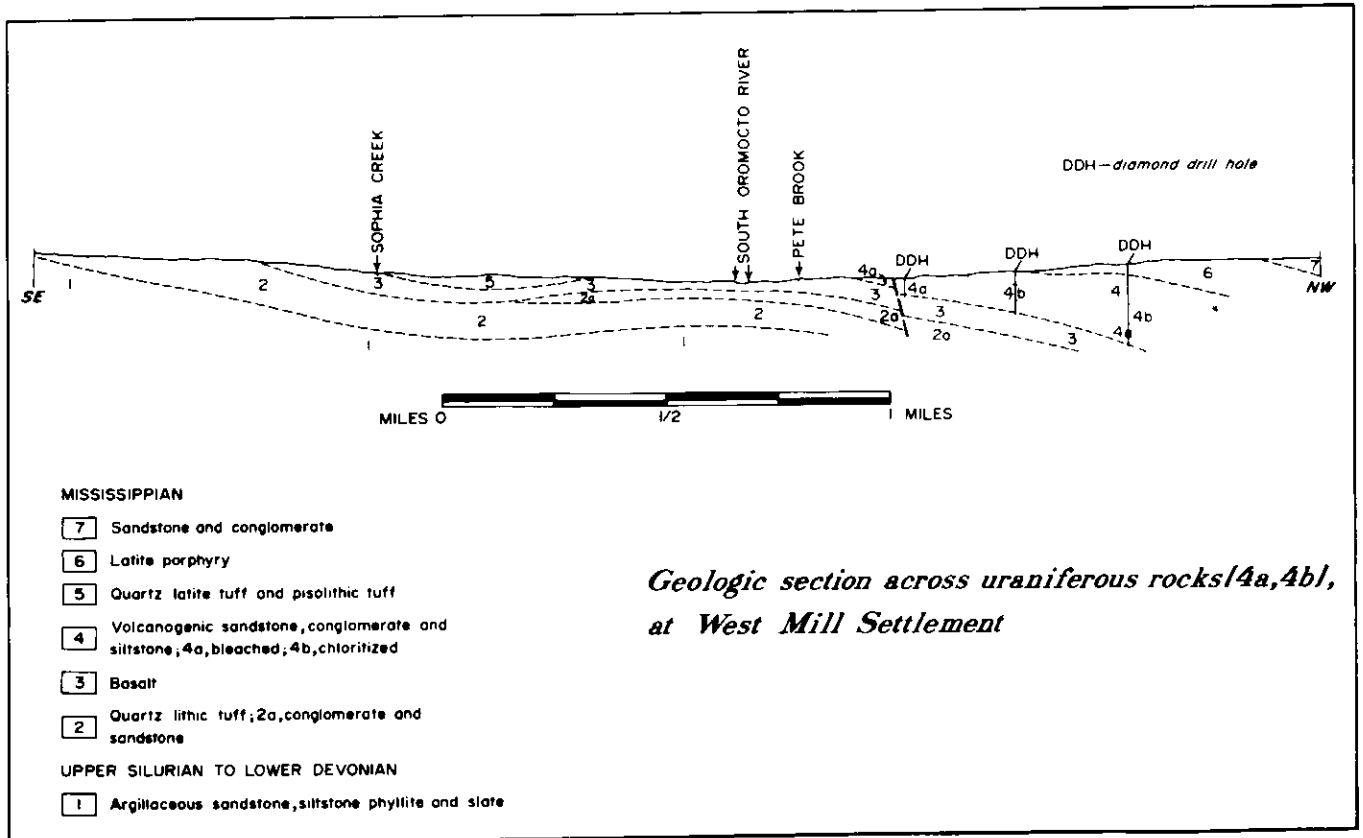 SOPHIA CREEK
SOUTH OROMOCTO RIVER
PETE BROOK
DDH—diamond drill hole
DDH
DDH
DDH
SE
1
2
3
5
3
2a
2
2
1
1
4a
3
3
2a
4a
3
2a
4b
3
4
4b
4
6
7
NW
MILES 0
1/2
1 MILES
MISSISSIPPIAN
7 Sandstone and conglomerate
6 Latite porphyry
5 Quartz latite tuff and pisolithic tuff
4 Volcanogenic sandstone, conglomerate and
siltstone; 4a, bleached; 4b, chloritized
3 Basalt
2 Quartz lithic tuff; 2a, conglomerate and
sandstone
UPPER SILURIAN TO LOWER DEVONIAN
1 Argillaceous sandstone, siltstone phyllite and slate
Geologic section across uraniferous rocks/4a,4b/,
at West Mill Settlement